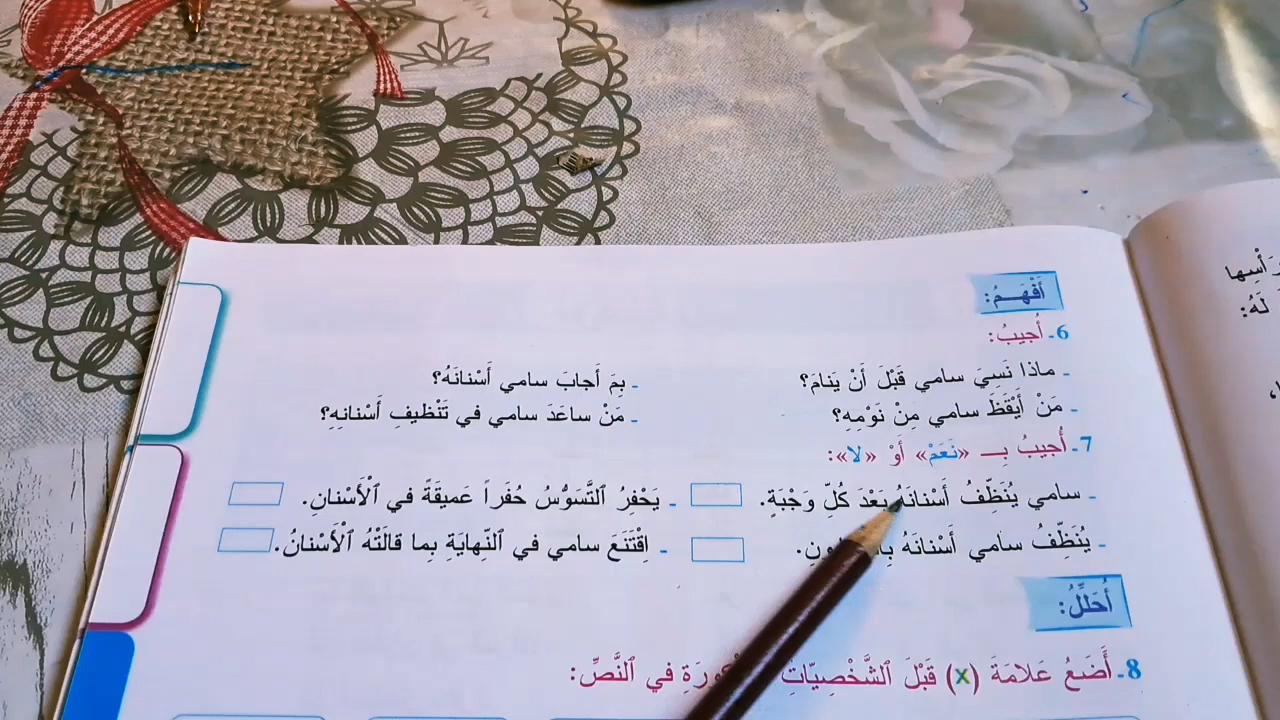 أَفْهَـمُ:
6- أُجيبُ:
- ماذا نَسِيَ سامي قَبْلَ أَنْ يَنامَ؟ - بِمَ أَجابَ سامي أَسْنانَهُ؟
- مَنْ أَيْقَظَ سامي مِنْ نَوْمِهِ؟ - مَنْ ساعَدَ سامي في تَنْظيفِ أَسْنانِهِ؟
7- أُجيبُ بِـ «نَعَمْ» أَوْ «لا»:
- سامي يُنَظِّفُ أَسْنانَهُ بَعْدَ كُلِّ وَجْبَةٍ. - يَحْفِرُ ٱلتَّسَوُّسُ حُفَراً عَميقَةً في ٱلْأَسْنانِ.
- يُنَظِّفُ سامي أَسْنانَهُ - اِقْتَنَعَ سامي في ٱلنِّهايَةِ بِما قالَتْهُ ٱلْأَسْنانُ.
أُحَلِّلُ:
8- أَضَعُ عَلامَةَ (x) قَبْلَ ٱلشَّخْصِيّاتِ في ٱلنَّصِّ:
رَأْسِها
لَهُ: